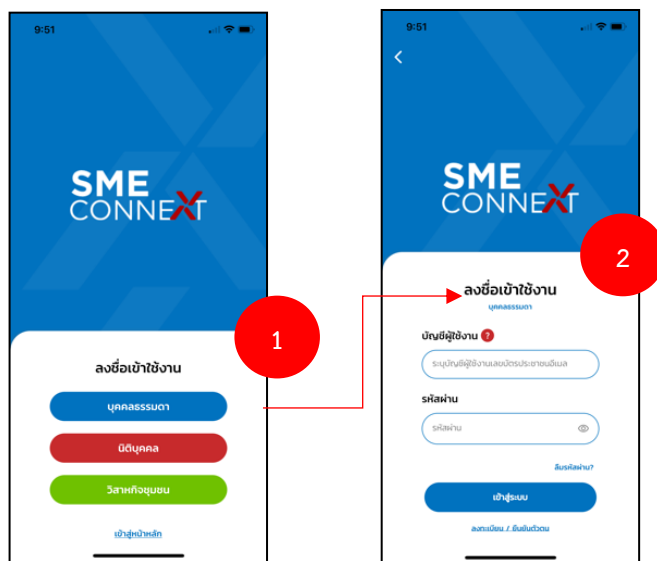 9:51
SME
CONNEXT
1
ลงชื่อเข้าใช้งาน
บุคคลธรรมดา
นิติบุคคล
วิสาหกิจชุมชน
เข้าสู่หน้าหลัก
9:51
SME
CONNEXT
2
ลงชื่อเข้าใช้งาน
บุคคลธรรมดา
บัญชีผู้ใช้งาน ?
ระบุบัญชีผู้ใช้งานเลขบัตรประชาชนอีเมล
รหัสผ่าน
รหัสผ่าน
ลืมรหัสผ่าน?
เข้าสู่ระบบ
ลงทะเบียน / ยืนยันตัวตน